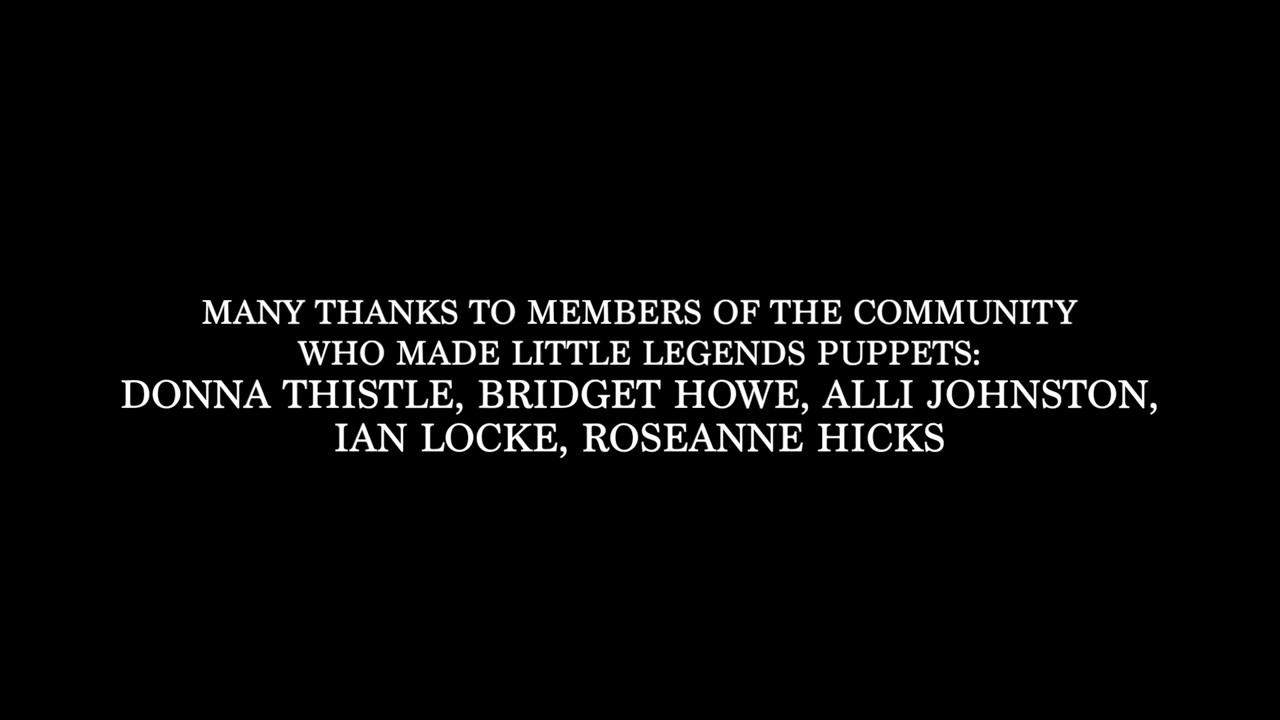 MANY THANKS TO MEMBERS OF THE COMMUNITY
WHO MADE LITTLE LEGENDS PUPPETS:
DONNA THISTLE, BRIDGET HOWE, ALLI JOHNSTON,
IAN LOCKE, ROSEANNE HICKS